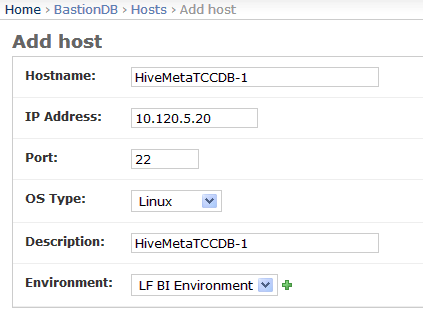 Home › BastionDB › Hosts › Add host
Add host
Hostname: HiveMetaTCCDB-1
IP Address: 10.120.5.20
Port: 22
OS Type: Linux
Description: HiveMetaTCCDB-1
Environment: LF BI Environment